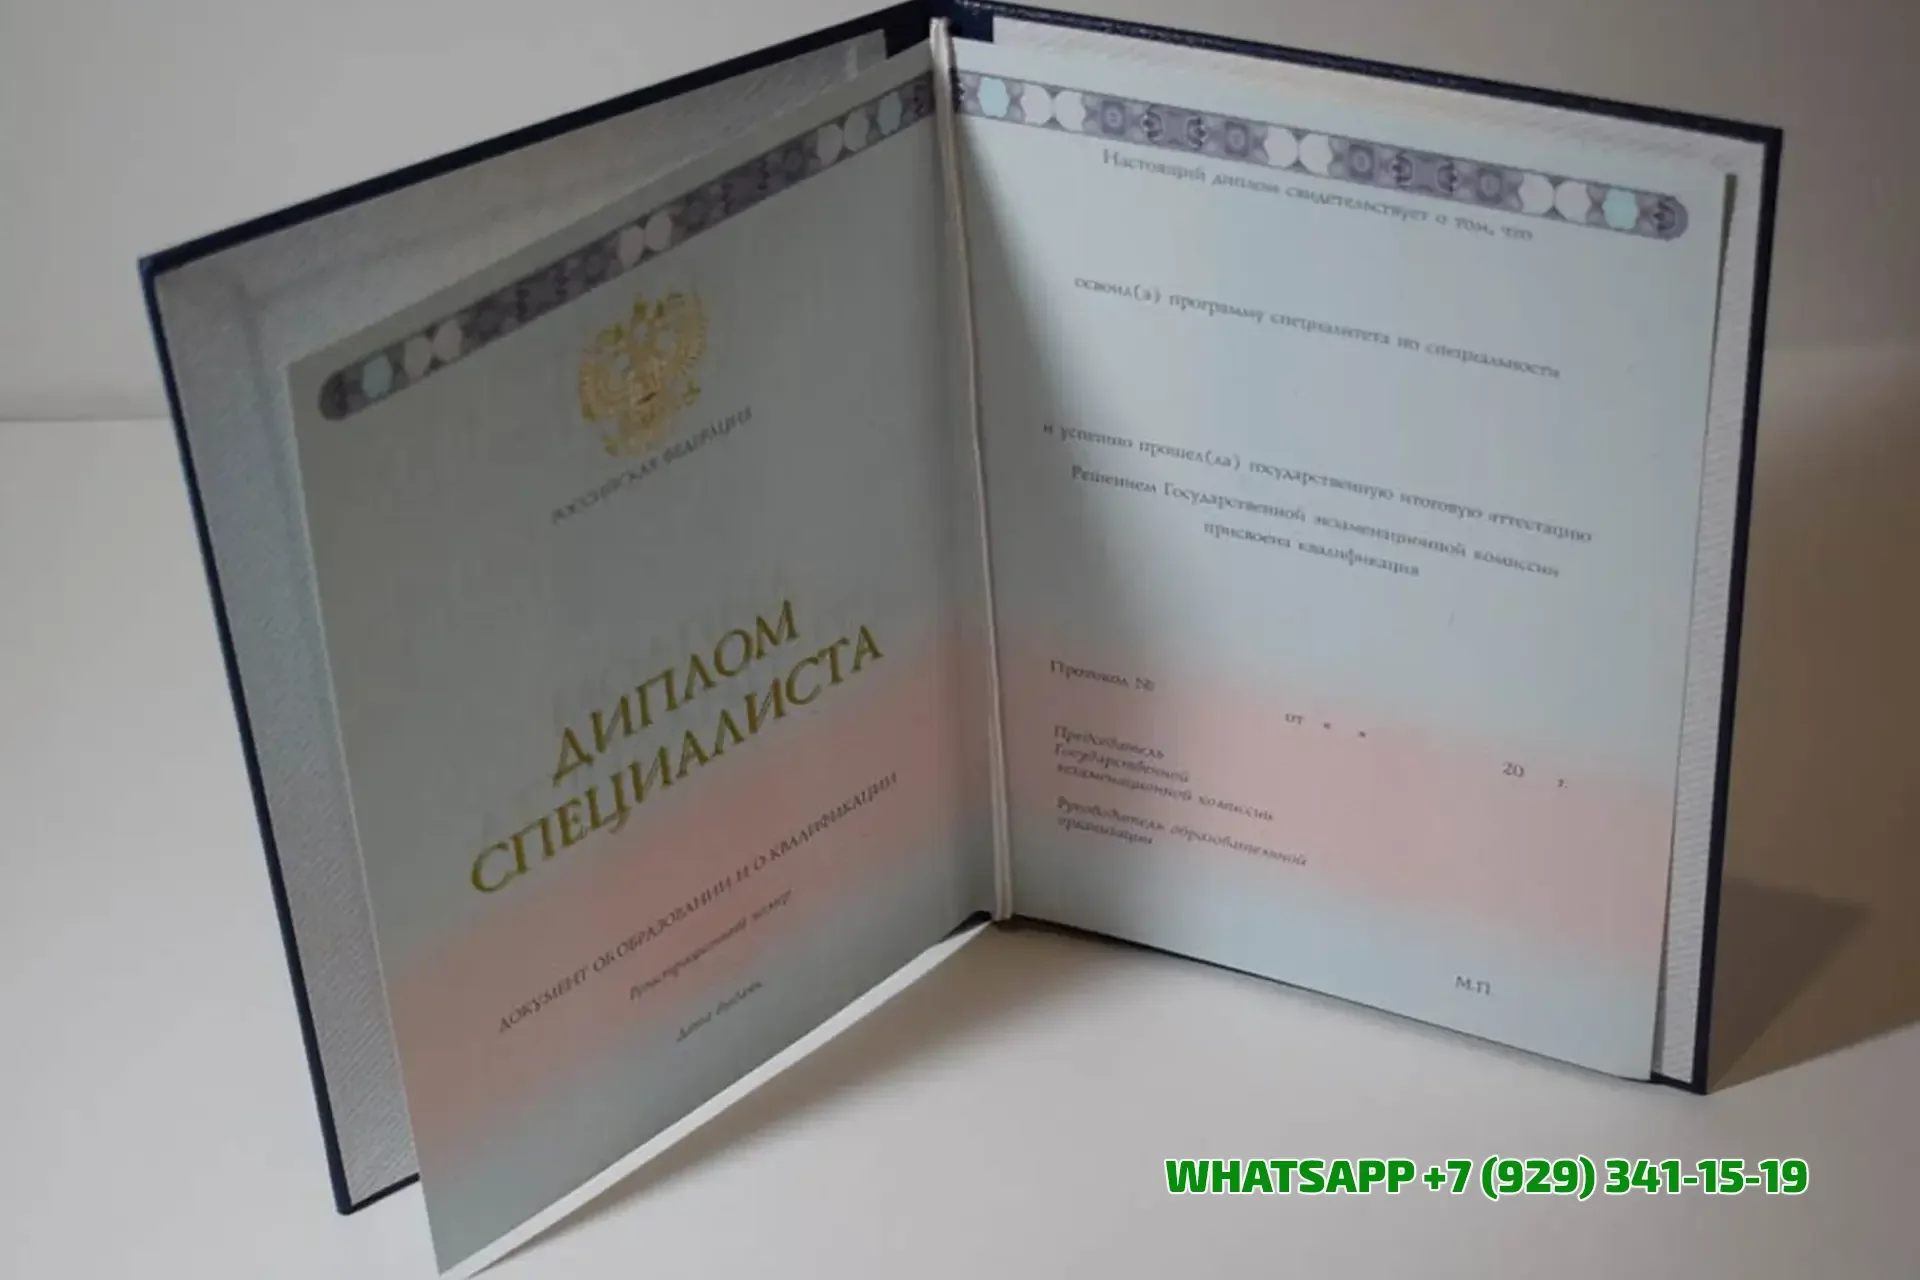 РОССИЙСКАЯ ФЕДЕРАЦИЯ
ДИПЛОМ
СПЕЦИАЛИСТА
ДОКУМЕНТ ОБ ОБРАЗОВАНИИ И О КВАЛИФИКАЦИИ
Регистрационный номер
Дата выдачи
Настоящий диплом свидетельствует о том, что
освоил(а) программу специалитета по специальности
и успешно прошел(ла) государственную итоговую аттестацию
Решением Государственной экзаменационной комиссии
присвоена квалификация
Протокол №
от « »
20 г.
Председатель
Государственной
экзаменационной комиссии
Руководитель образовательной
организации
М.П.
WHATSAPP +7 (929) 341-15-19